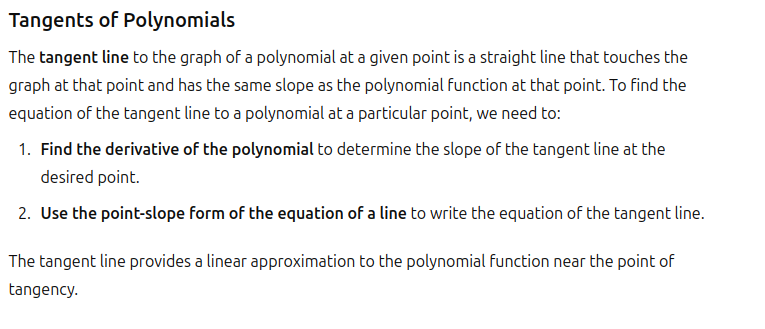 Tangents of Polynomials
The tangent line to the graph of a polynomial at a given point is a straight line that touches the
graph at that point and has the same slope as the polynomial function at that point. To find the
equation of the tangent line to a polynomial at a particular point, we need to:
1. Find the derivative of the polynomial to determine the slope of the tangent line at the
desired point.
2. Use the point-slope form of the equation of a line to write the equation of the tangent line.
The tangent line provides a linear approximation to the polynomial function near the point of
tangency.